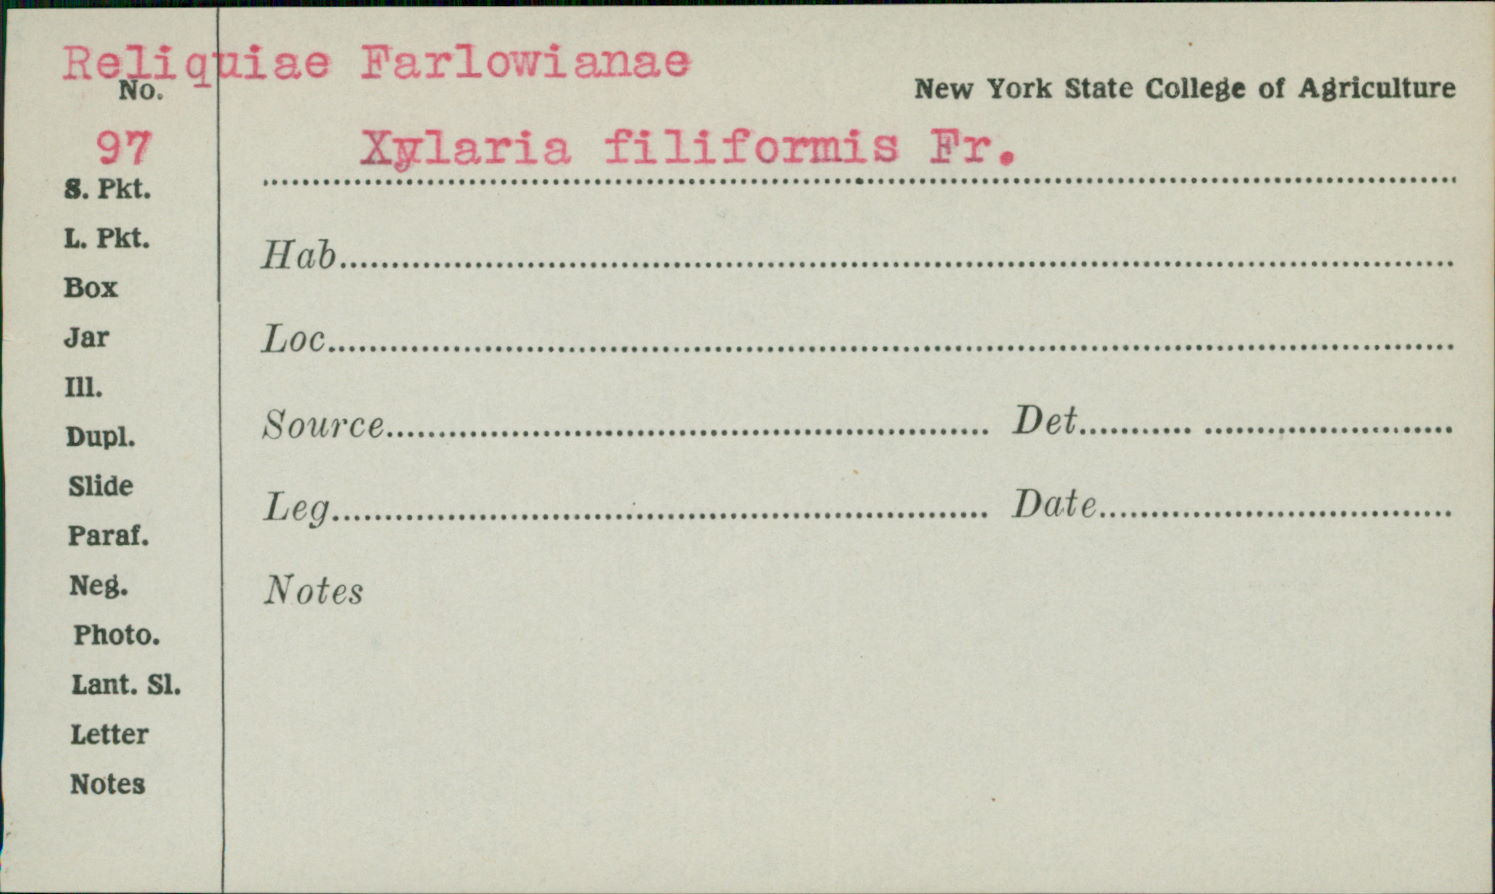 Reliquiae Farlowianae
No.
New York State College of Agriculture
97
Xylaria filiformis Fr.
S. Pkt.
L. Pkt.
Hab
Box
Loc
Jar
Ill.
Source Det
Dupl.
Slide
Leg Date
Paraf.
Neg.
Notes
Photo.
Lant. Sl.
Letter
Notes